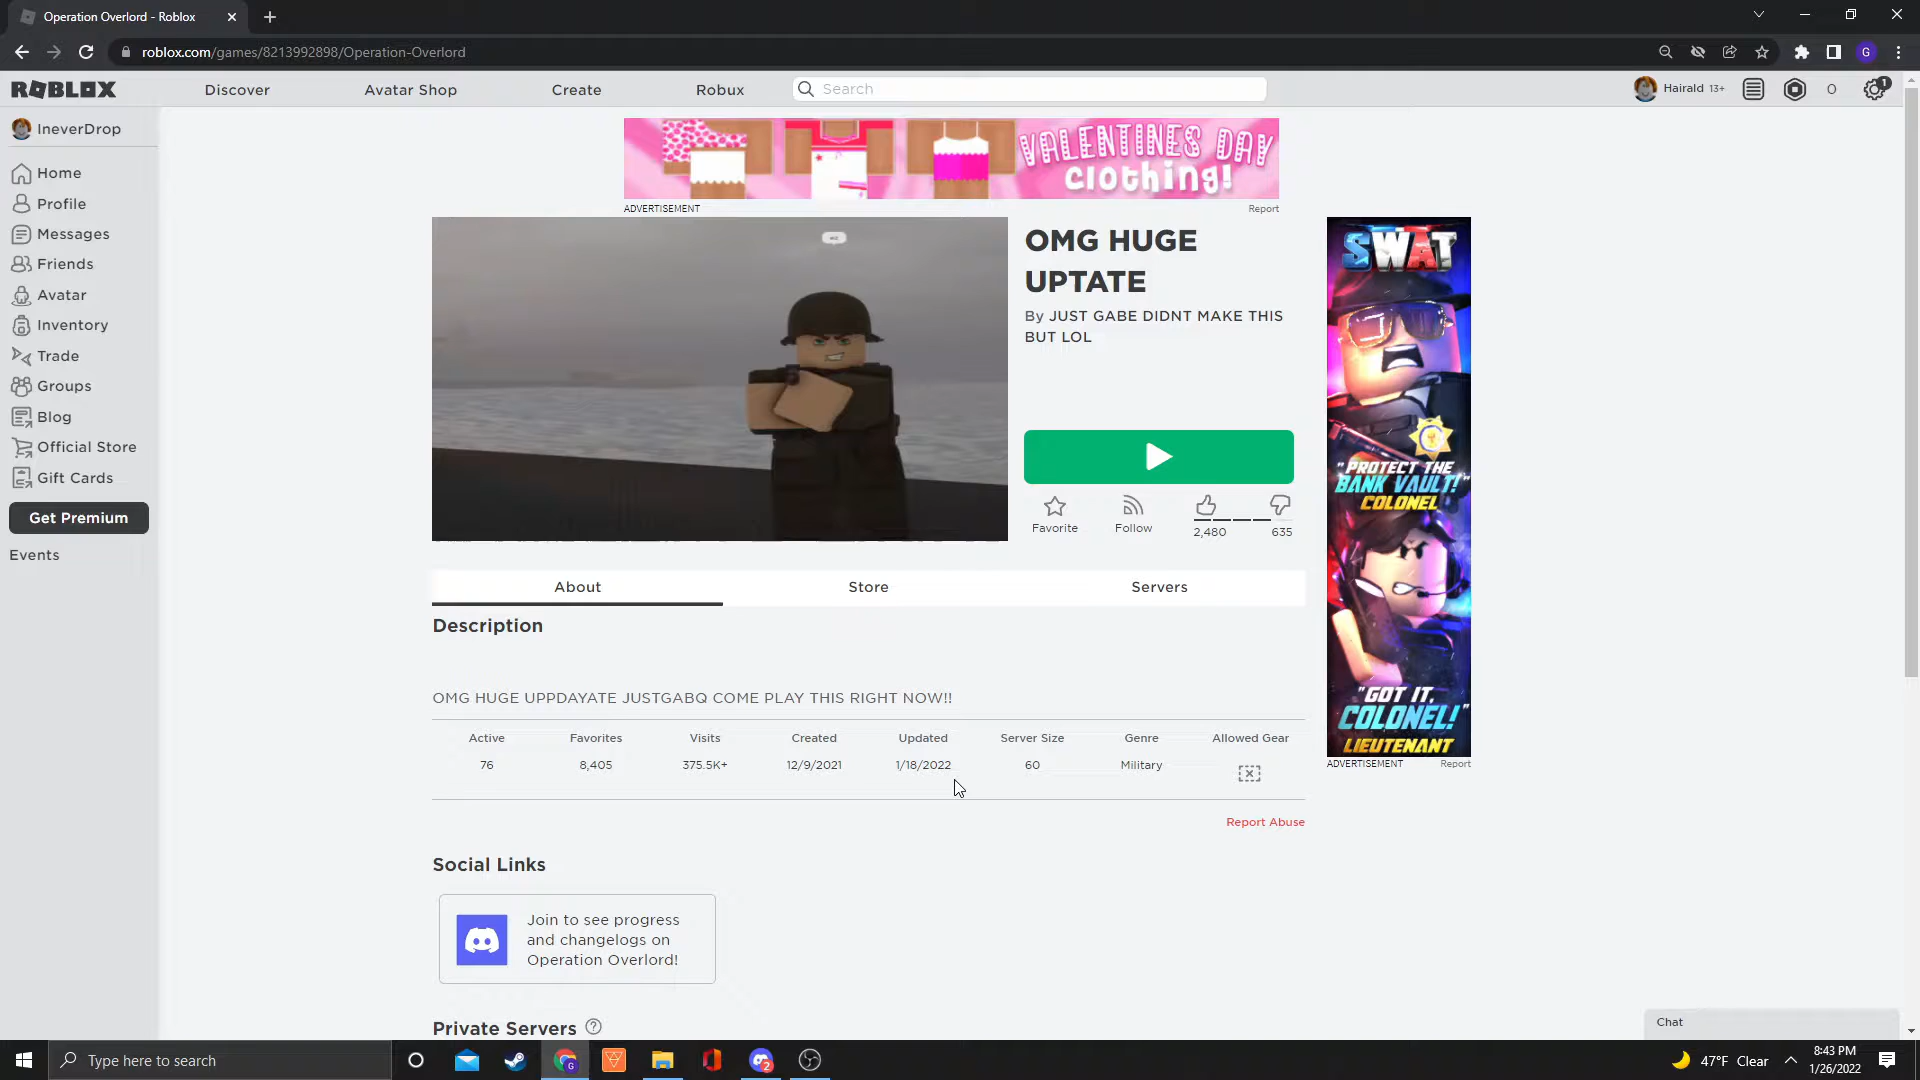 Operation Overlord - Roblox
roblox.com/games/8213992898/Operation-Overlord
G
ROBLOX
Discover
Avatar Shop
Create
Robux
Search
Hairald 13+
0
1
IneverDrop
Home
Profile
Messages
Friends
Avatar
Inventory
Trade
Groups
Blog
Official Store
Gift Cards
Get Premium
Events
VALENTINES DAY
clothing!
ADVERTISEMENT
Report
OMG HUGE
UPTATE
By JUST GABE DIDNT MAKE THIS
BUT LOL
Favorite
Follow
2,480
635
SWAT
"PROTECT THE
BANK VAULT!"
COLONEL
"GOT IT,
COLONEL!"
LIEUTENANT
ADVERTISEMENT
Report
About
Store
Servers
Description
OMG HUGE UPPDAYATE JUSTGABQ COME PLAY THIS RIGHT NOW!!
Active
Favorites
Visits
Created
Updated
Server Size
Genre
Allowed Gear
76
8,405
375.5K+
12/9/2021
1/18/2022
60
Military
Report Abuse
Social Links
Join to see progress
and changelogs on
Operation Overlord!
Private Servers ?
Chat
Type here to search
G
2
47°F Clear
8:43 PM
1/26/2022